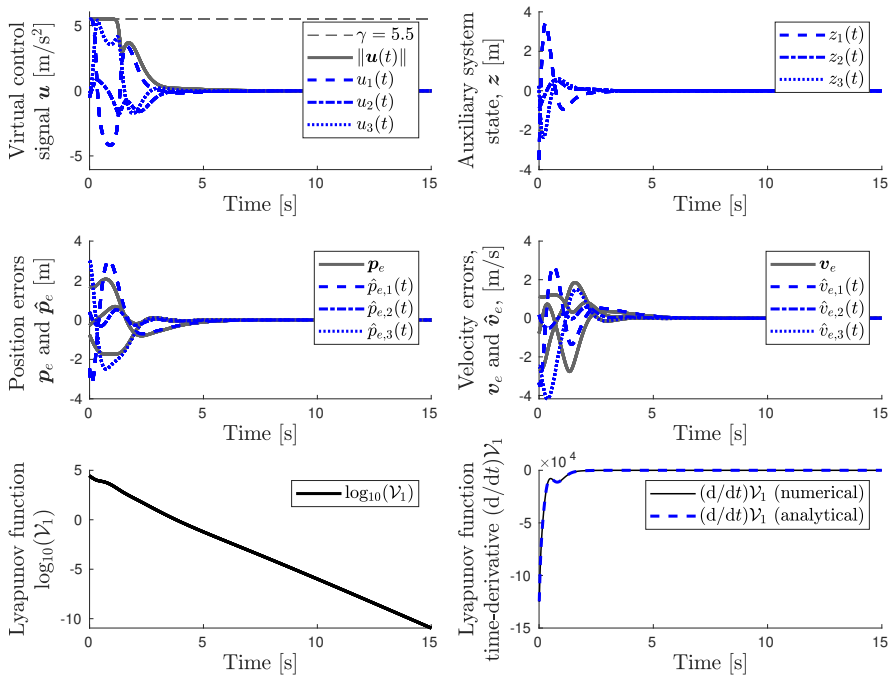 Virtual control
signal u [m/s²]
5
0
-5
γ = 5.5
‖u(t)‖
u₁(t)
u₂(t)
u₃(t)
0 5 10 15
Time [s]
Auxiliary system
state, z [m]
4
2
0
-2
-4
z₁(t)
z₂(t)
z₃(t)
0 5 10 15
Time [s]
Position errors
pₑ and p̂ₑ [m]
4
2
0
-2
-4
pₑ
p̂ₑ,₁(t)
p̂ₑ,₂(t)
p̂ₑ,₃(t)
0 5 10 15
Time [s]
Velocity errors,
vₑ and v̂ₑ, [m/s]
4
2
0
-2
-4
vₑ
v̂ₑ,₁(t)
v̂ₑ,₂(t)
v̂ₑ,₃(t)
0 5 10 15
Time [s]
Lyapunov function
log₁₀(𝒱₁)
5
0
-5
-10
log₁₀(𝒱₁)
0 5 10 15
Time [s]
Lyapunov function
time-derivative (d/dt)𝒱₁
×10⁴
0
-5
-10
-15
(d/dt)𝒱₁ (numerical)
(d/dt)𝒱₁ (analytical)
0 5 10 15
Time [s]